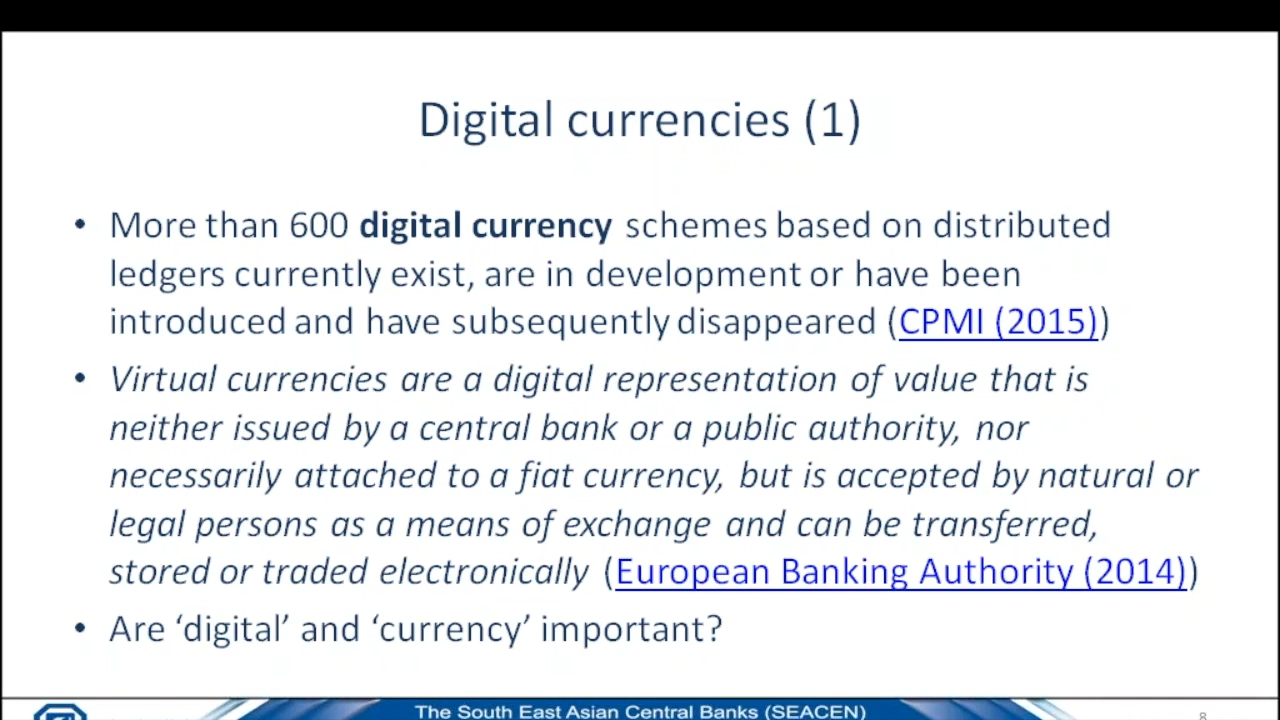 Digital currencies (1)
• More than 600 digital currency schemes based on distributed
ledgers currently exist, are in development or have been
introduced and have subsequently disappeared (CPMI (2015))
• Virtual currencies are a digital representation of value that is
neither issued by a central bank or a public authority, nor
necessarily attached to a fiat currency, but is accepted by natural or
legal persons as a means of exchange and can be transferred,
stored or traded electronically (European Banking Authority (2014))
• Are ‘digital’ and ‘currency’ important?
The South East Asian Central Banks (SEACEN)
8